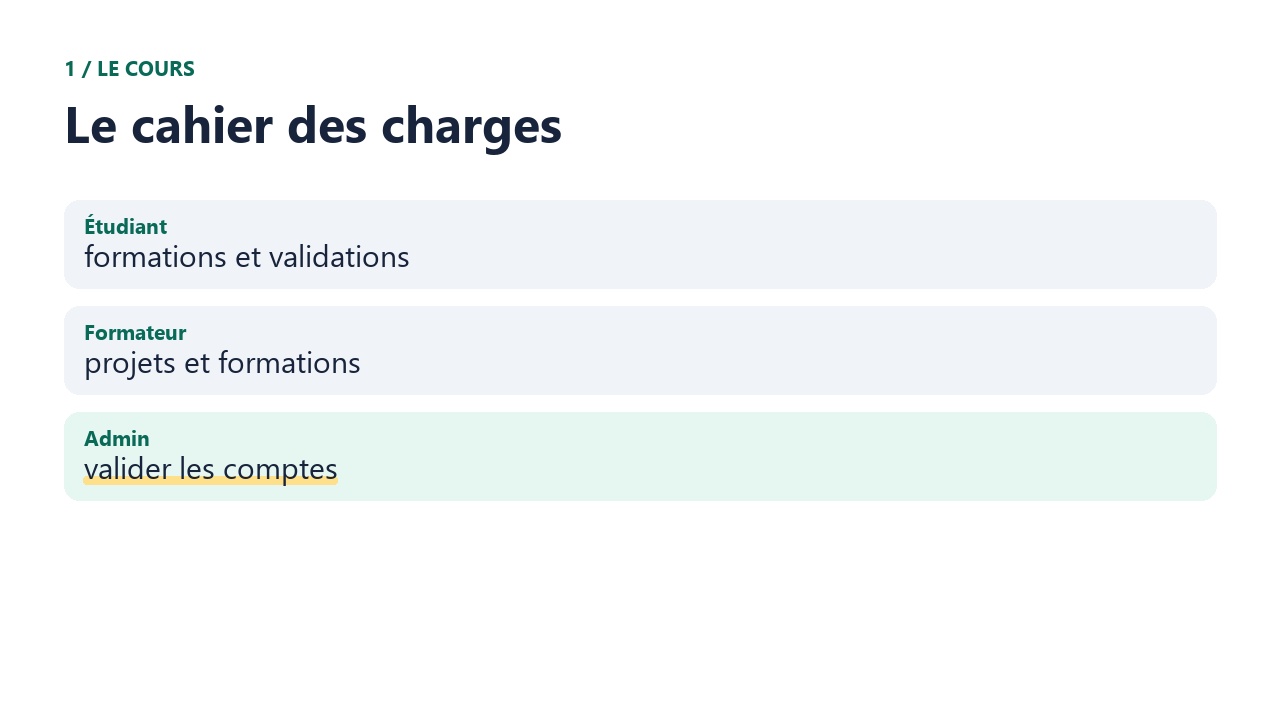 1 / LE COURS
Le cahier des charges
Étudiant
formations et validations
Formateur
projets et formations
Admin
valider les comptes